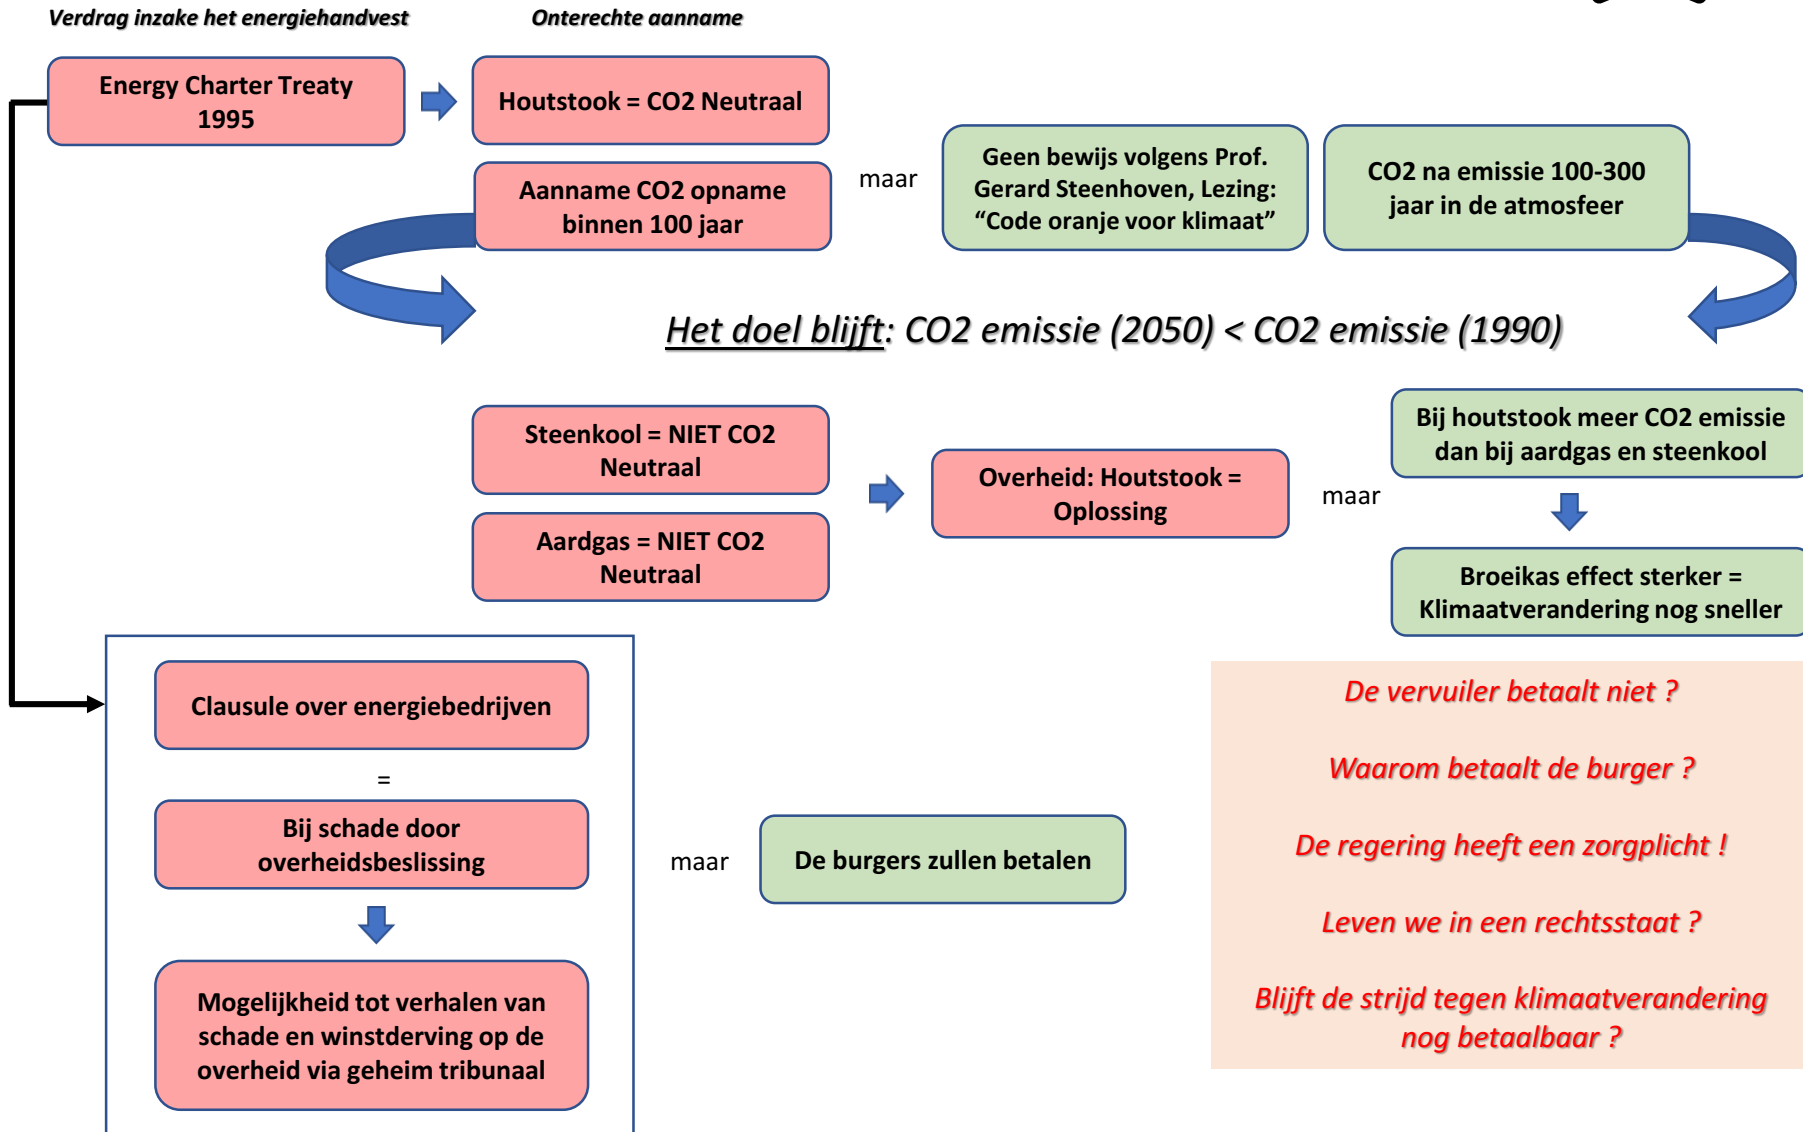 Verdrag inzake het energiehandvest
Onterechte aanname
Energy Charter Treaty
1995
Houtstook = CO2 Neutraal
Aanname CO2 opname
binnen 100 jaar
maar
Geen bewijs volgens Prof.
Gerard Steenhoven, Lezing:
“Code oranje voor klimaat”
CO2 na emissie 100-300
jaar in de atmosfeer
Het doel blijft: CO2 emissie (2050) < CO2 emissie (1990)
Steenkool = NIET CO2
Neutraal
Aardgas = NIET CO2
Neutraal
Overheid: Houtstook =
Oplossing
maar
Bij houtstook meer CO2 emissie
dan bij aardgas en steenkool
Broeikas effect sterker =
Klimaatverandering nog sneller
Clausule over energiebedrijven
=
Bij schade door
overheidsbeslissing
Mogelijkheid tot verhalen van
schade en winstderving op de
overheid via geheim tribunaal
maar
De burgers zullen betalen
De vervuiler betaalt niet ?
Waarom betaalt de burger ?
De regering heeft een zorgplicht !
Leven we in een rechtsstaat ?
Blijft de strijd tegen klimaatverandering
nog betaalbaar ?